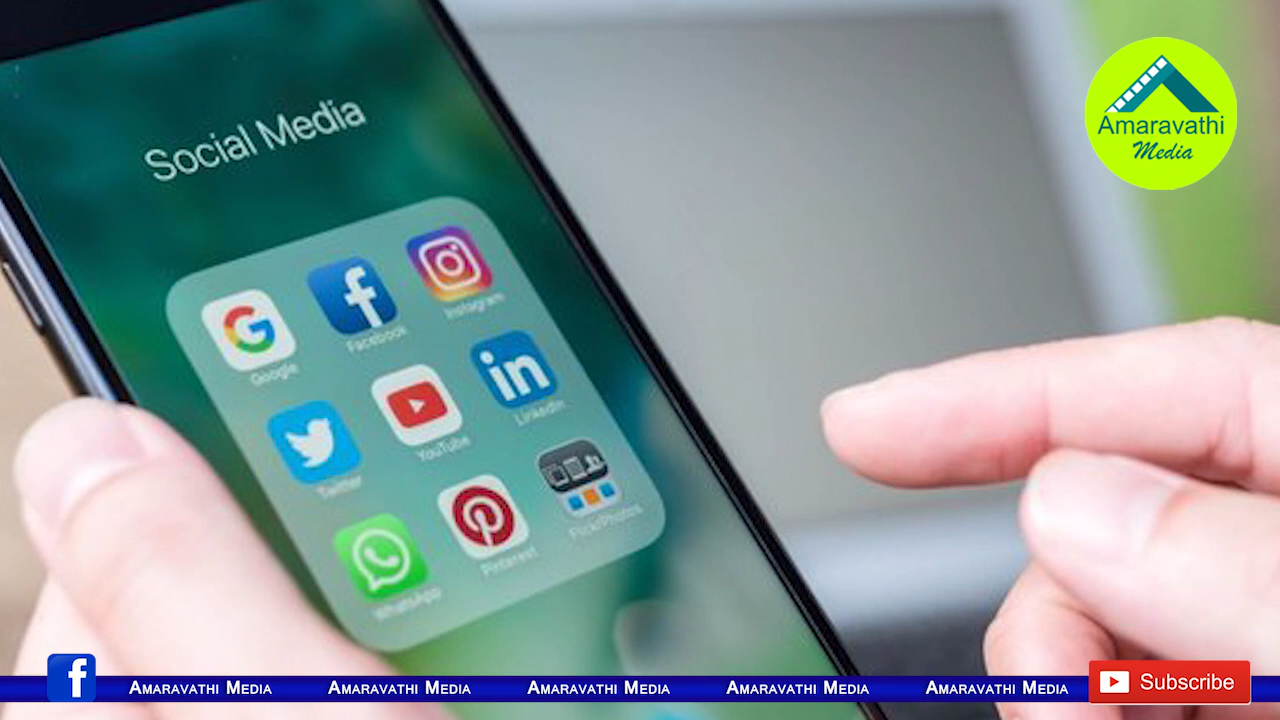 Social Media
Google
Facebook
Instagram
Twitter
YouTube
LinkedIn
WhatsApp
Pinterest
FlickrPhotos
Amaravathi
Media
Amaravathi Media Amaravathi Media Amaravathi Media Amaravathi Media Amaravathi Media
Subscribe